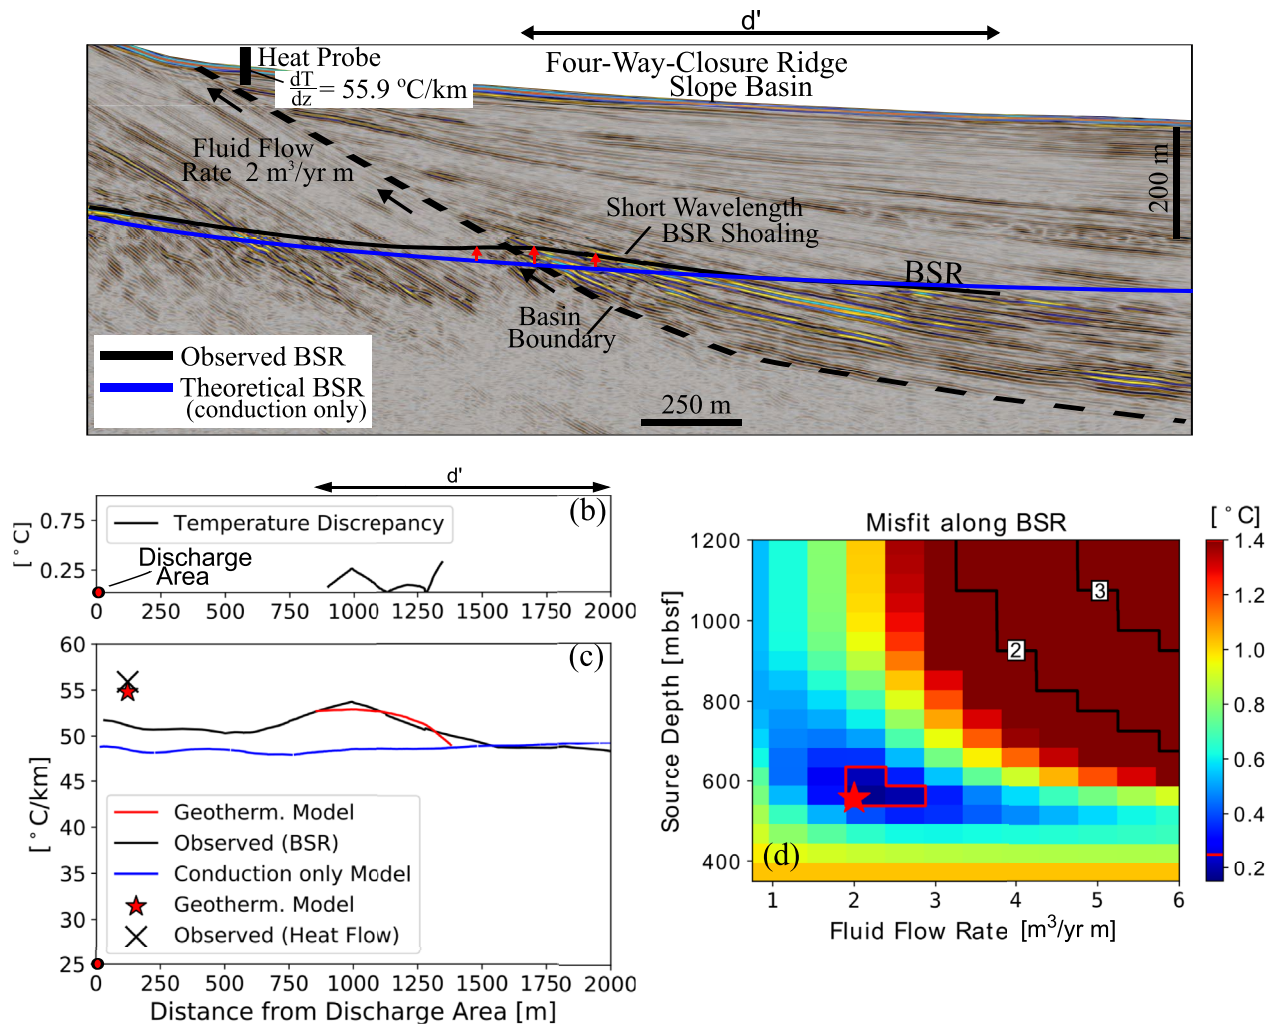 d'
Heat Probe
dT/dz = 55.9 °C/km
Four-Way-Closure Ridge
Slope Basin
Fluid Flow
Rate 2 m³/yr m
200 m
Short Wavelength
BSR Shoaling
BSR
Basin
Boundary
Observed BSR
Theoretical BSR
(conduction only)
250 m
d'
(b)
Temperature Discrepancy
[°C]
0.75
0.25
Discharge
Area
0 250 500 750 1000 1250 1500 1750 2000
(c)
[°C/km]
60
55
50
45
40
35
30
25
Geotherm. Model
Observed (BSR)
Conduction only Model
Geotherm. Model
Observed (Heat Flow)
0 250 500 750 1000 1250 1500 1750 2000
Distance from Discharge Area [m]
Misfit along BSR
[°C]
Source Depth [mbsf]
1200
1000
800
600
400
3
2
(d)
1 2 3 4 5 6
Fluid Flow Rate [m³/yr m]
1.4
1.2
1.0
0.8
0.6
0.4
0.2